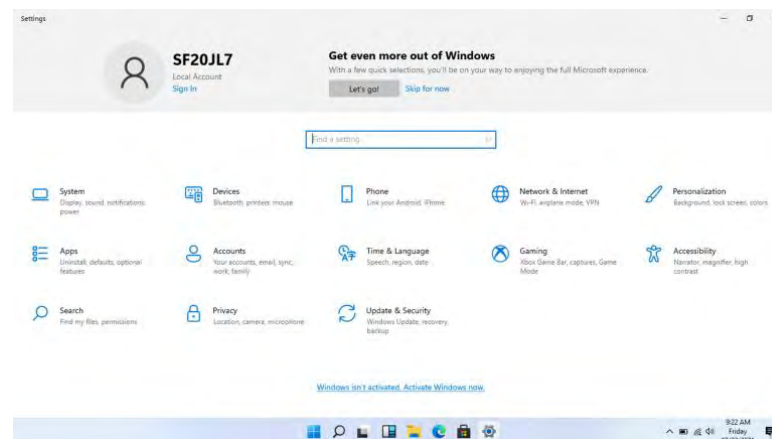 Settings
SF20JL7
Local Account
Sign in
Get even more out of Windows
With a few quick selections, you'll be on your way to enjoying the full Microsoft experience.
Let's go!
Skip for now
Find a setting
System
Display, sound, notifications,
power
Devices
Bluetooth, printers, mouse
Phone
Link your Android, iPhone
Network & Internet
Wi-Fi, airplane mode, VPN
Personalization
Background, lock screen, colors
Apps
Uninstall, defaults, optional
features
Accounts
Your accounts, email, sync,
work, family
Time & Language
Speech, region, date
Gaming
Xbox Game Bar, captures, Game
Mode
Accessibility
Narrator, magnifier, high
contrast
Search
Find my files, permissions
Privacy
Location, camera, microphone
Update & Security
Windows Update, recovery,
backup
Windows isn't activated. Activate Windows now.
9:22 AM
Friday